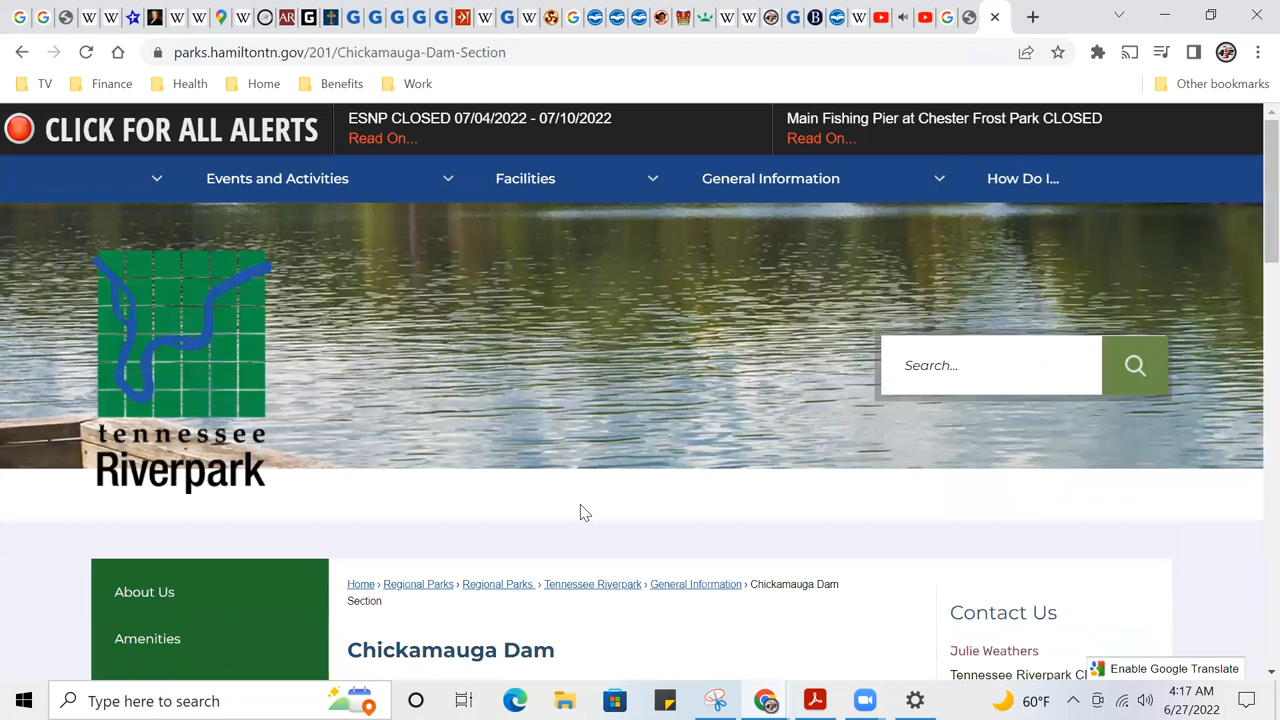 parks.hamiltontn.gov/201/Chickamauga-Dam-Section
TV Finance Health Home Benefits Work Other bookmarks
CLICK FOR ALL ALERTS
ESNP CLOSED 07/04/2022 - 07/10/2022
Read On...
Main Fishing Pier at Chester Frost Park CLOSED
Read On...
Events and Activities Facilities General Information How Do I...
tennessee
Riverpark
Search...
About Us
Amenities
Home › Regional Parks › Regional Parks › Tennessee Riverpark › General Information › Chickamauga Dam
Section
Chickamauga Dam
Contact Us
Julie Weathers
Tennessee Riverpark
Enable Google Translate
Type here to search
60°F
4:17 AM
6/27/2022